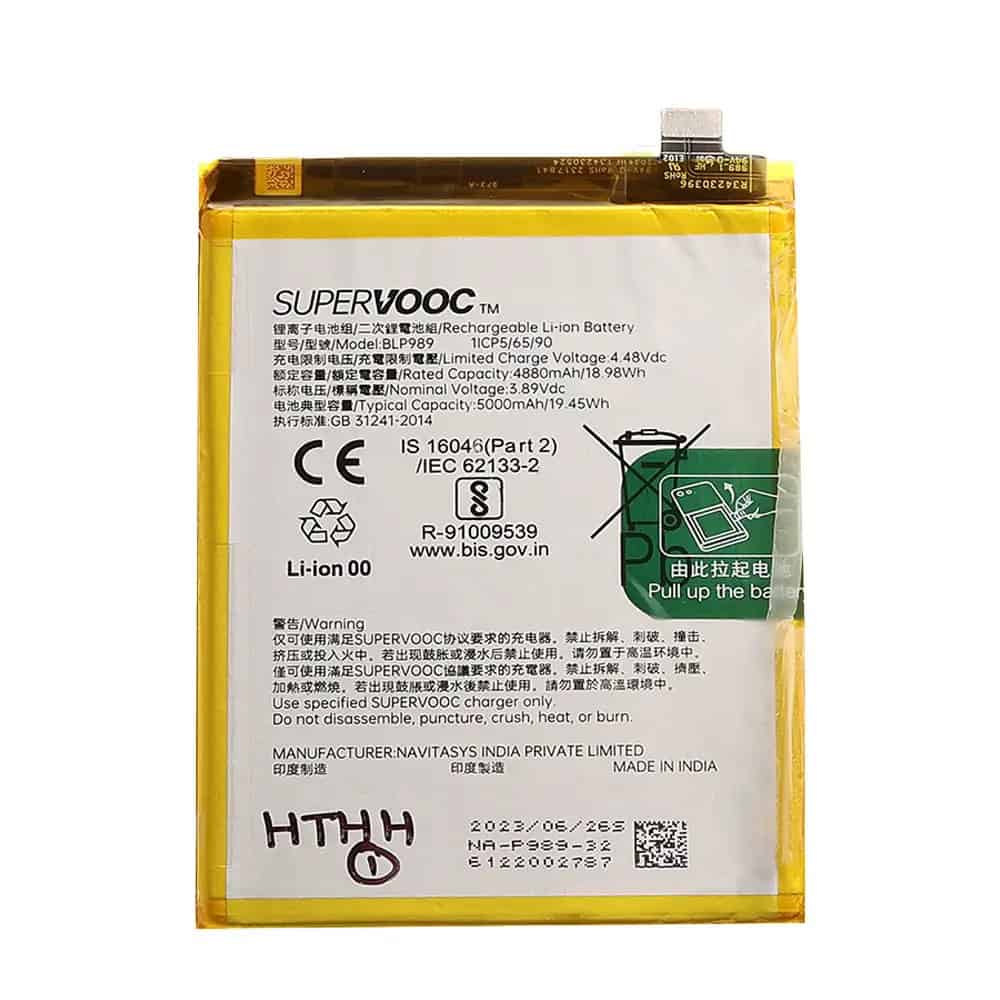 R34230396
RoHS
E102
989.1 HF
SUPERVOOC TM
锂离子电池组/二次鋰電池組/Rechargeable Li-ion Battery
型号/型號/Model:BLP989 1ICP5/65/90
充电限制电压/充電限制電壓/Limited Charge Voltage:4.48Vdc
额定容量/額定電容量/Rated Capacity:4880mAh/18.98Wh
标称电压/標稱電壓/Nominal Voltage:3.89Vdc
电池典型容量/Typical Capacity:5000mAh/19.45Wh
执行标准:GB 31241-2014
CE
IS 16046(Part 2)
/IEC 62133-2
R-91009539
www.bis.gov.in
Li-ion 00
Pb
由此拉起电
Pull up the battery
警告/Warning
仅可使用满足SUPERVOOC协议要求的充电器。禁止拆解、刺破、撞击、
挤压或投入火中。若出现鼓胀或浸水后禁止使用。请勿置于高温环境中。
僅可使用滿足SUPERVOOC協議要求的充電器。禁止拆解、刺破、擠壓、
加熱或燃燒。若出現鼓脹或浸水後禁止使用。請勿置於高溫環境中。
Use specified SUPERVOOC charger only.
Do not disassemble, puncture, crush, heat, or burn.
MANUFACTURER:NAVITASYS INDIA PRIVATE LIMITED
印度制造 印度製造 MADE IN INDIA
HTHH
1
2023/06/26S
NA-P989-32
6122002787